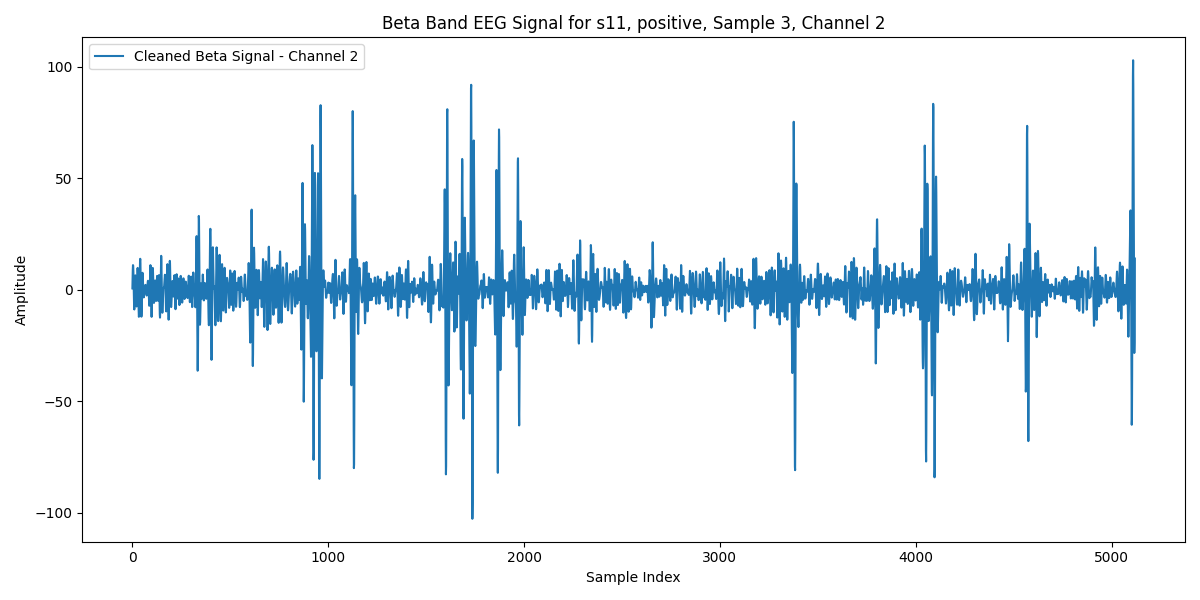 Beta Band EEG Signal for s11, positive, Sample 3, Channel 2
Cleaned Beta Signal - Channel 2
100
50
0
−50
−100
Amplitude
0 1000 2000 3000 4000 5000
Sample Index